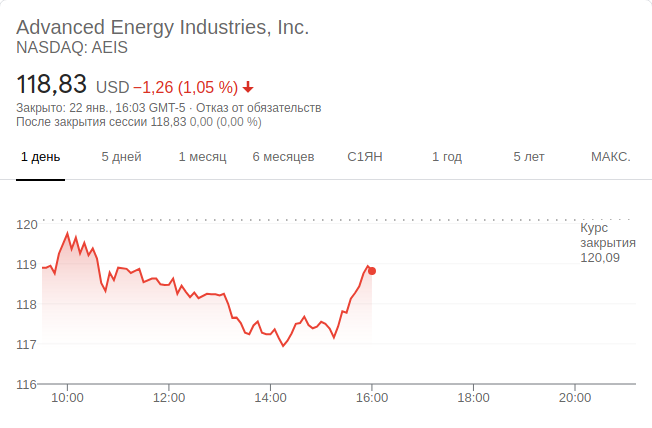 Advanced Energy Industries, Inc.
NASDAQ: AEIS
118,83 USD −1,26 (1,05 %)
Закрыто: 22 янв., 16:03 GMT-5 · Отказ от обязательств
После закрытия сессии 118,83 0,00 (0,00 %)
1 день 5 дней 1 месяц 6 месяцев С1ЯН 1 год 5 лет МАКС.
120
Курс
закрытия
120,09
119
118
117
116
10:00 12:00 14:00 16:00 18:00 20:00